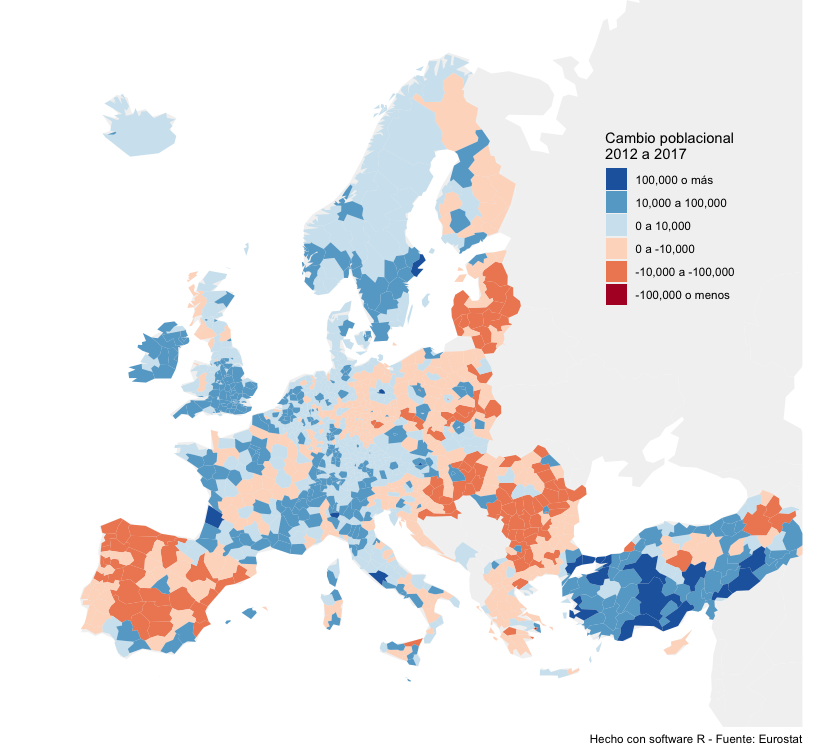 Cambio poblacional
2012 a 2017
100,000 o más
10,000 a 100,000
0 a 10,000
0 a -10,000
-10,000 a -100,000
-100,000 o menos
Hecho con software R - Fuente: Eurostat